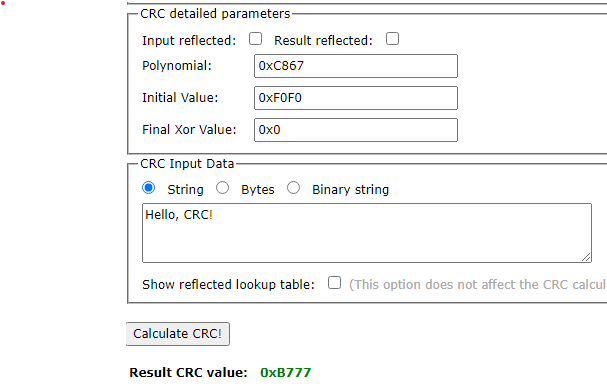 CRC detailed parameters
Input reflected: Result reflected:
Polynomial: 0xC867
Initial Value: 0xF0F0
Final Xor Value: 0x0
CRC Input Data
String Bytes Binary string
Hello, CRC!
Show reflected lookup table: (This option does not affect the CRC calcul
Calculate CRC!
Result CRC value: 0xB777